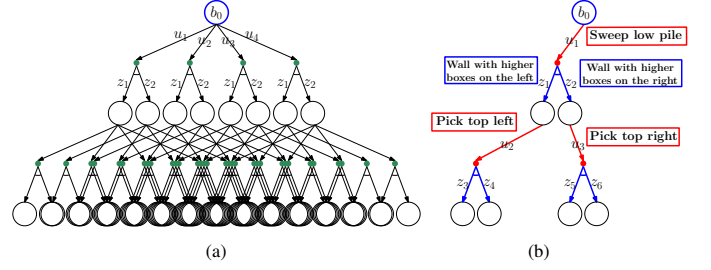 b0
u1 u2 u3 u4
z1 z2 z1 z2 z1 z2 z1 z2
(a)
b0
u1
Sweep low pile
Wall with higher
boxes on the left
z1 z2
Wall with higher
boxes on the right
Pick top left
Pick top right
u2 u3
z3 z4 z5 z6
(b)